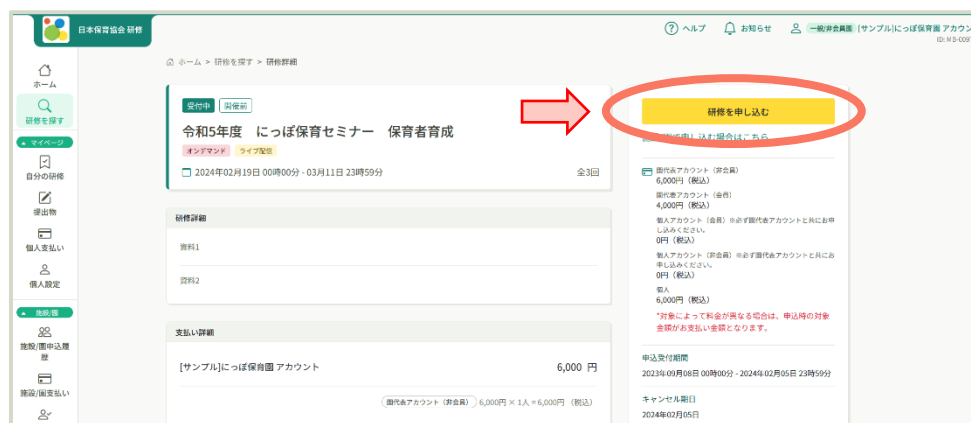 日本保育協会 研修
ヘルプ
お知らせ
一般/非会員園
[サンプル]にっぽ保育園 アカウン
ID: MB-009
ホーム > 研修を探す > 研修詳細
ホーム
研修を探す
マイページ
自分の研修
提出物
個人支払い
個人設定
施設/園
施設/園申込履
歴
施設/園支払い
受付中
開催前
令和5年度 にっぽ保育セミナー 保育者育成
オンデマンド
ライブ配信
2024年02月19日 00時00分 - 03月11日 23時59分
全3回
研修詳細
資料1
資料2
支払い詳細
[サンプル]にっぽ保育園 アカウント
6,000 円
園代表アカウント（非会員） 6,000円 × 1人 = 6,000円 （税込）
研修を申し込む
申し込む場合はこちら
園代表アカウント（非会員）
6,000円（税込）
園代表アカウント（会員）
4,000円（税込）
個人アカウント（会員）※必ず園代表アカウントと共にお申
し込みください。
0円（税込）
個人アカウント（非会員）※必ず園代表アカウントと共にお
申し込みください。
0円（税込）
個人
6,000円（税込）
*対象によって料金が異なる場合は、申込時の対象
金額がお支払い金額となります。
申込受付期間
2023年09月08日 00時00分 - 2024年02月05日 23時59分
キャンセル期日
2024年02月05日